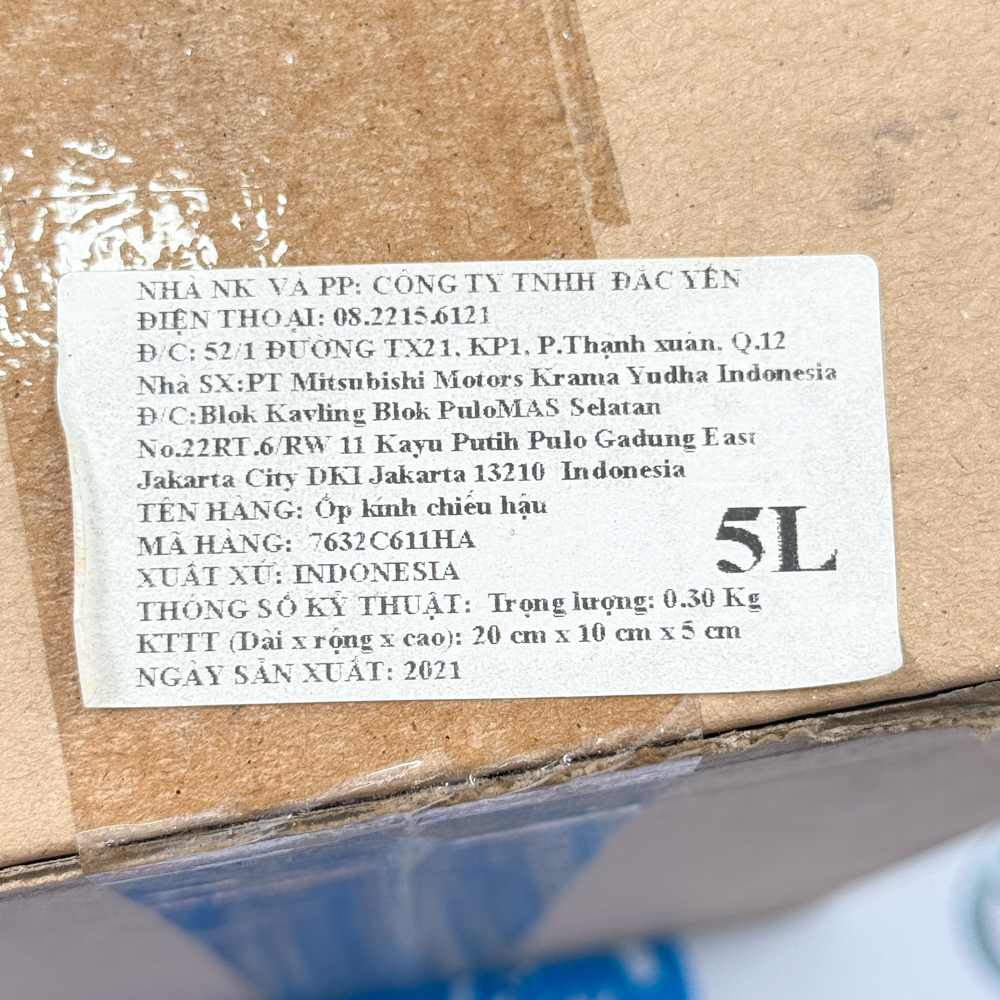 NHÀ NK VÀ PP: CÔNG TY TNHH ĐẮC YẾN
ĐIỆN THOẠI: 08.2215.6121
Đ/C: 52/1 ĐƯỜNG TX21, KP1, P.Thạnh xuân, Q.12
Nhà SX:PT Mitsubishi Motors Krama Yudha Indonesia
Đ/C:Blok Kavling Blok PuloMAS Selatan
No.22RT.6/RW 11 Kayu Putih Pulo Gadung East
Jakarta City DKI Jakarta 13210 Indonesia
TÊN HÀNG: Ốp kính chiếu hậu
MÃ HÀNG: 7632C611HA
5L
XUẤT XỨ: INDONESIA
THÔNG SỐ KỸ THUẬT: Trọng lượng: 0.30 Kg
KTTT (Dài x rộng x cao): 20 cm x 10 cm x 5 cm
NGÀY SẢN XUẤT: 2021